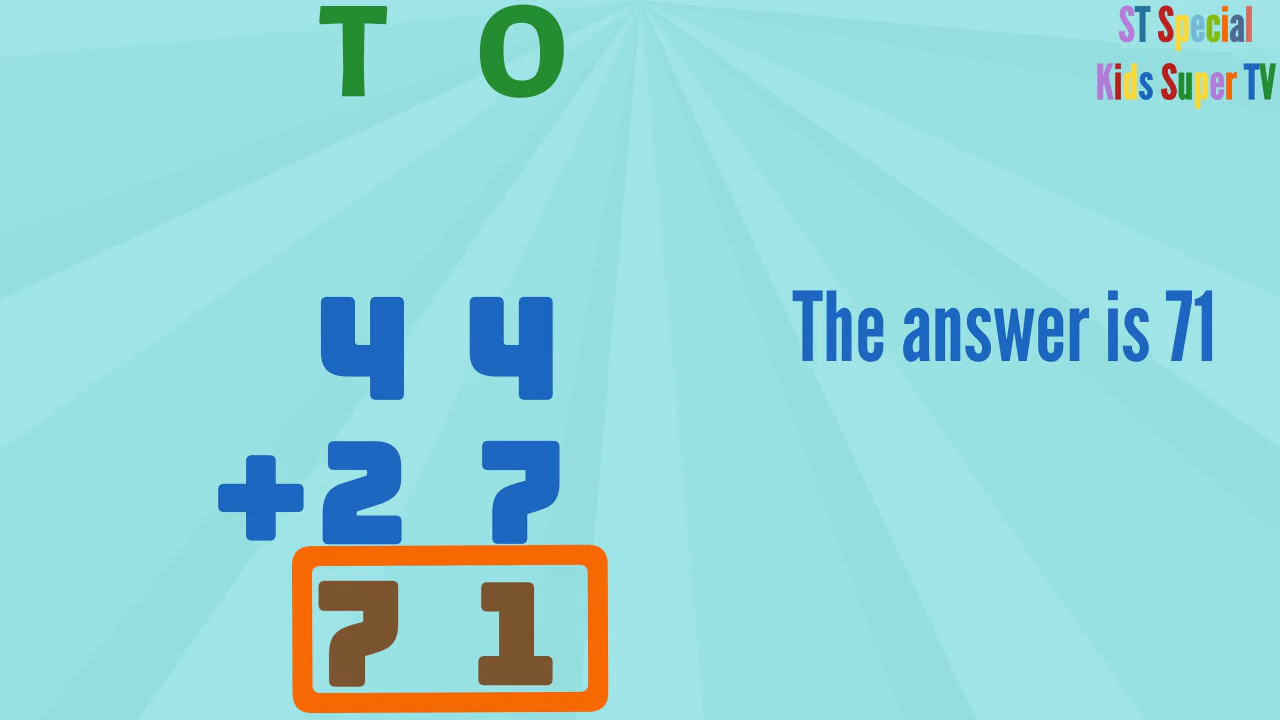 T O
ST Special
Kids Super TV
4 4
The answer is 71
+ 2 7
7 1